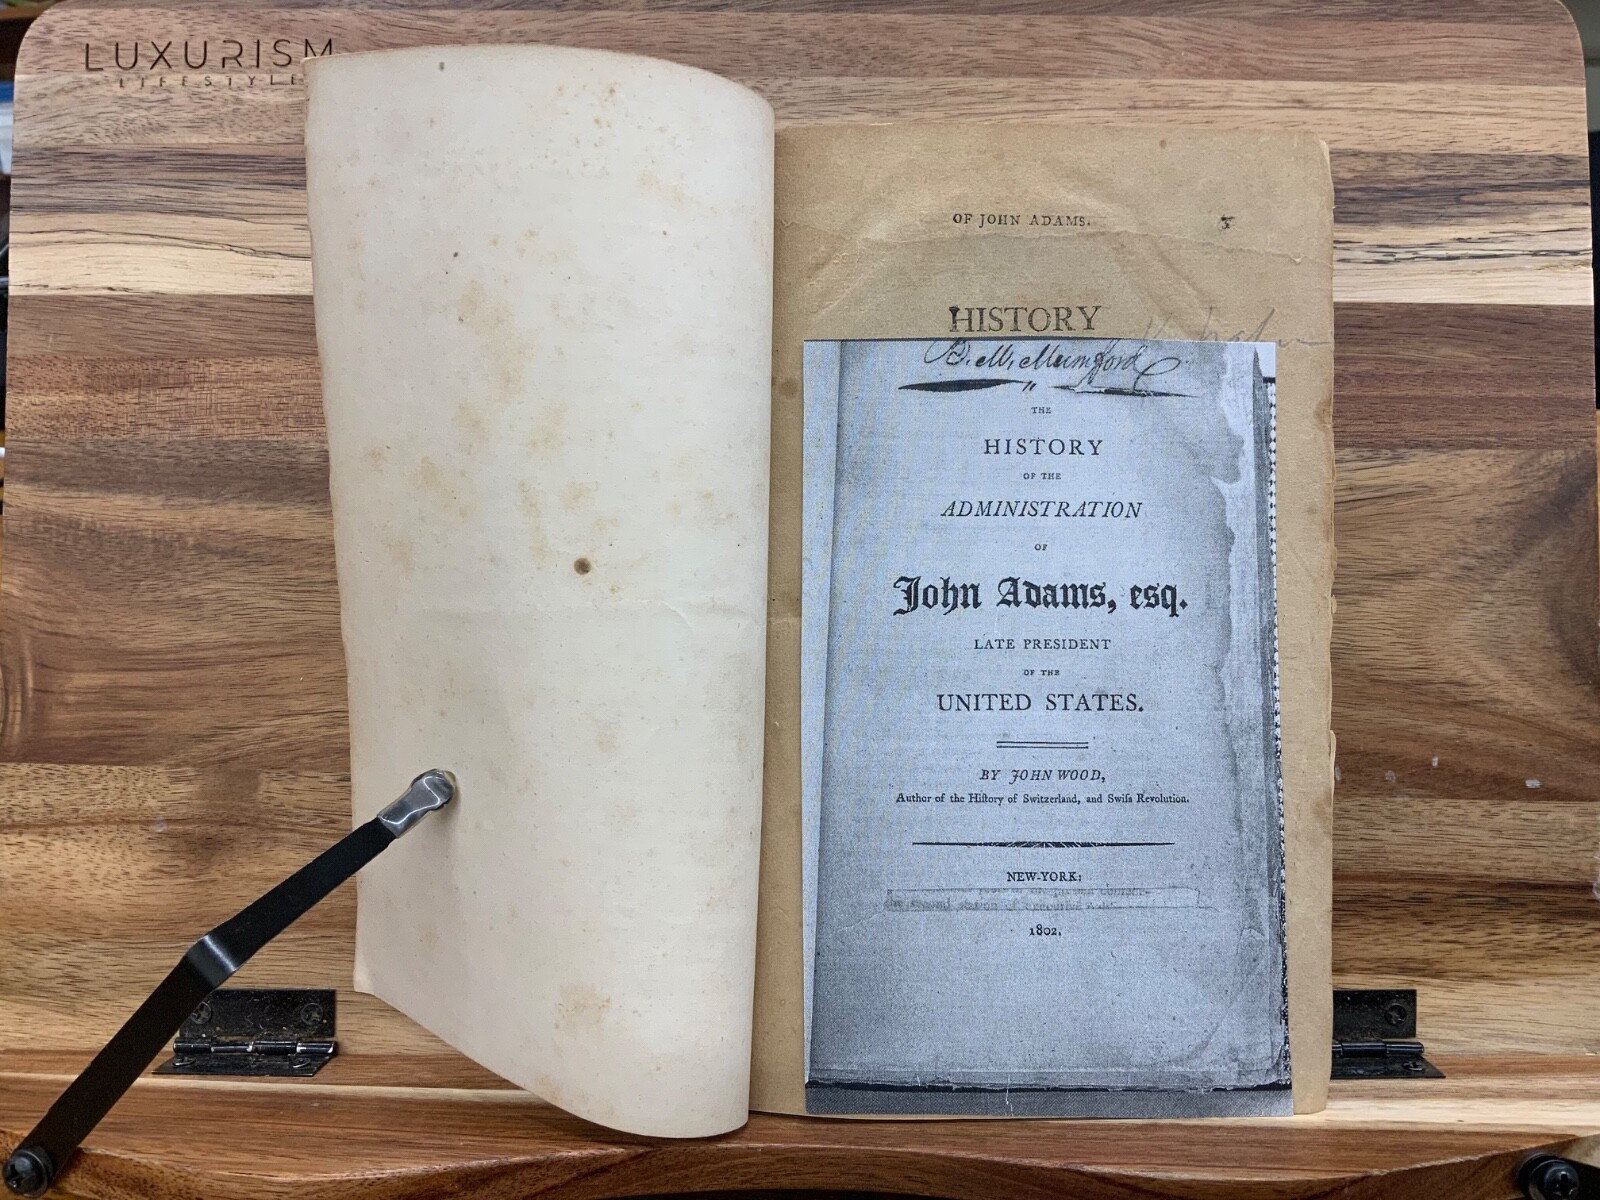 LUXURISM
LIFESTYLE
OF JOHN ADAMS. 3
HISTORY
B. M. Mumford
THE
HISTORY
OF THE
ADMINISTRATION
OF
John Adams, esq.
LATE PRESIDENT
OF THE
UNITED STATES.
BY JOHN WOOD,
Author of the Hiſtory of Switzerland, and Swiſs Revolution.
NEW-YORK:
1802.